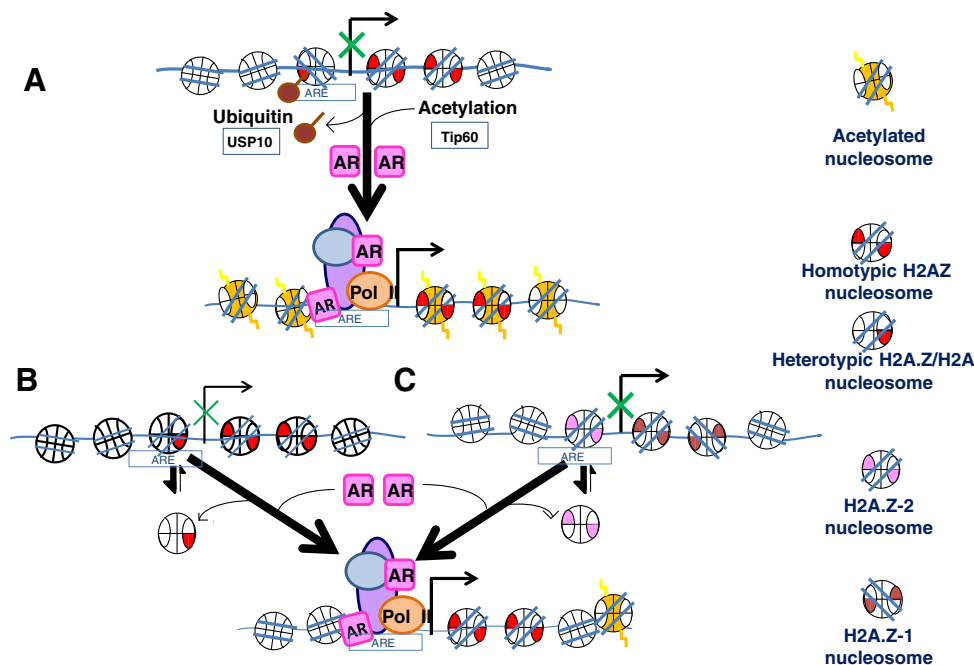 A
ARE
Ubiquitin
USP10
Acetylation
Tip60
AR AR
AR
Pol II
AR
ARE
Acetylated
nucleosome
Homotypic H2AZ
nucleosome
Heterotypic H2A.Z/H2A
nucleosome
B
ARE
C
ARE
AR AR
AR
Pol II
AR
ARE
H2A.Z-2
nucleosome
H2A.Z-1
nucleosome